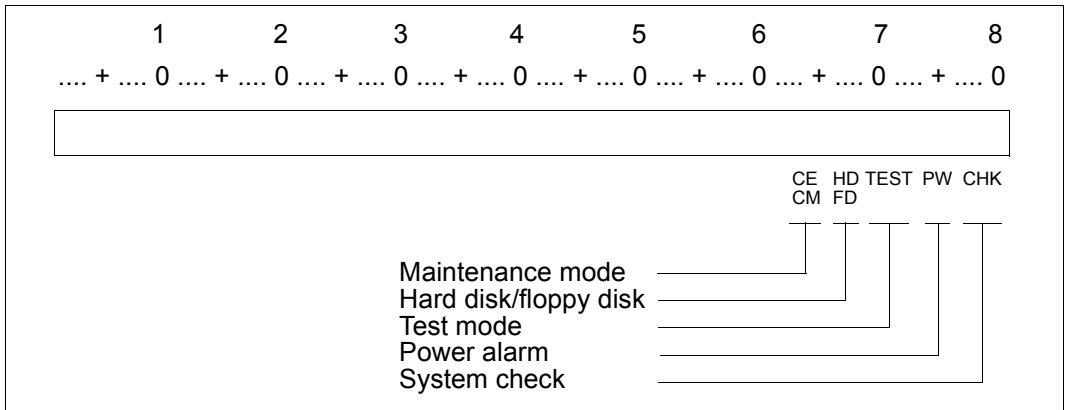 1 2 3 4 5 6 7 8
.... + .... 0 .... + .... 0 .... + .... 0 .... + .... 0 .... + .... 0 .... + .... 0 .... + .... 0 .... + .... 0
CE HD TEST PW CHK
CM FD
Maintenance mode
Hard disk/floppy disk
Test mode
Power alarm
System check